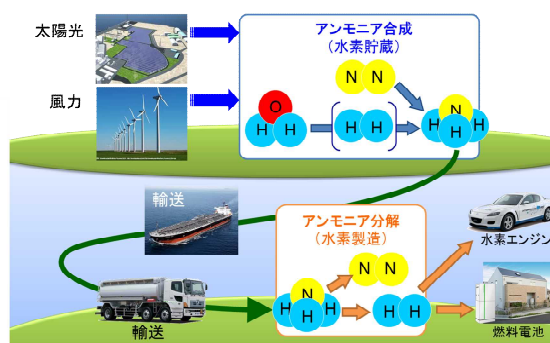 太陽光
風力
アンモニア合成
(水素貯蔵)
N N
O
H H
H H
N
H H
H
輸送
輸送
アンモニア分解
(水素製造)
N
H H
H
N N
H H
水素エンジン
燃料電池